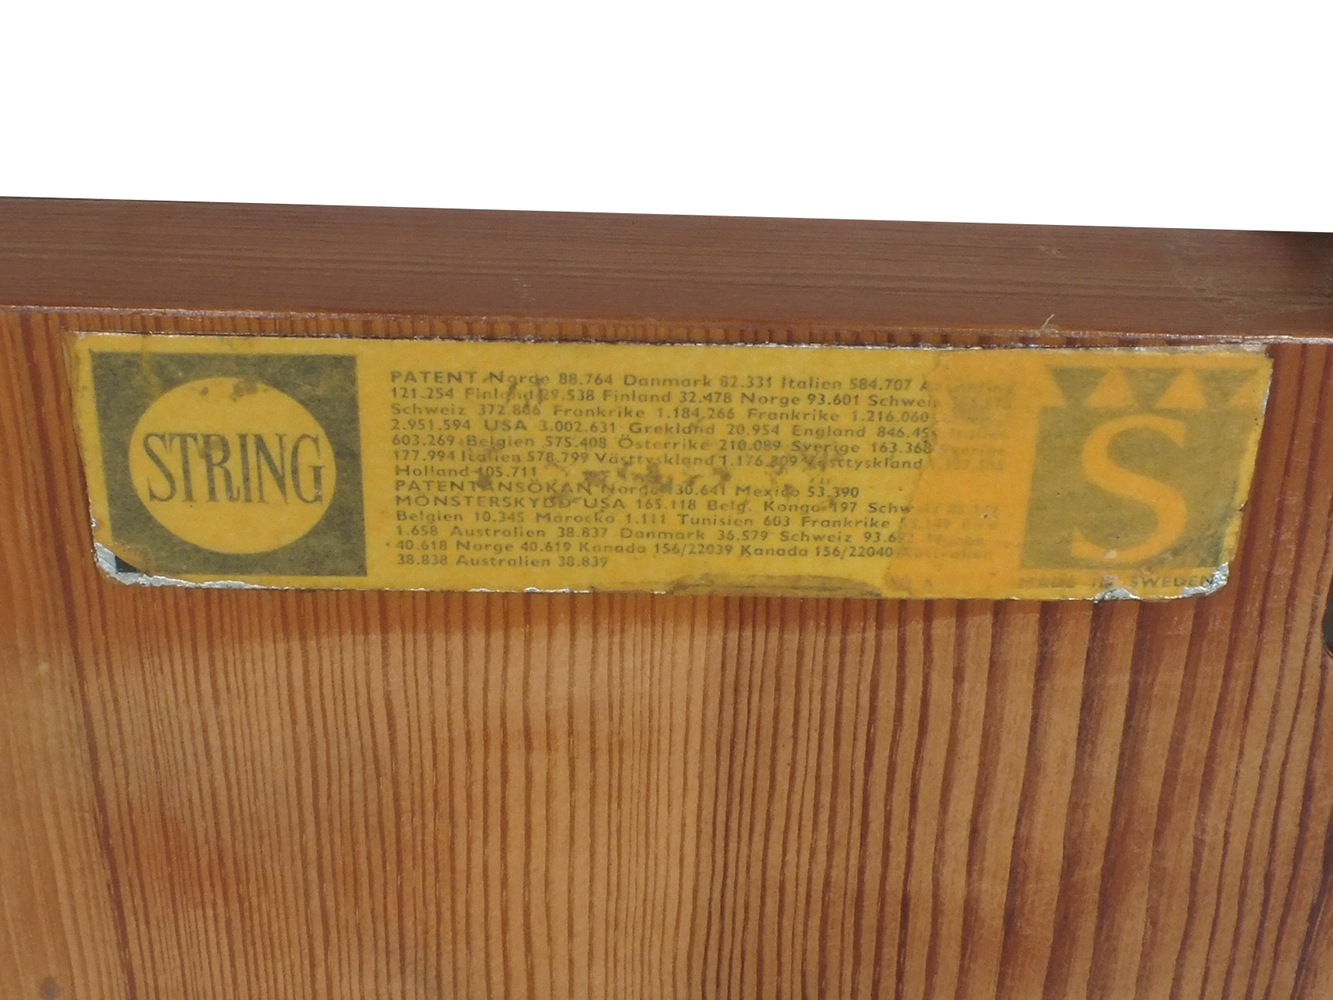 STRING
PATENT Norge 88.764 Danmark 82.331 Italien 584.707
121.254 Finland 29.538 Finland 32.478 Norge 93.601 Schweiz
Schweiz 372.886 Frankrike 1.184.266 Frankrike 1.216.060
2.951.594 USA 3.002.631 Grekland 20.954 England 846.45
603.269 Belgien 575.408 Österrike 210.089 Sverige 163.368
177.994 Italien 578.799 Västtyskland 1.176.809 Västtyskland
Holland 105.711
PATENTANSÖKAN Norge 30.641 Mexico 53.390
MÖNSTERSKYDD USA 165.118 Belg. Kongo 197
Belgien 10.345 Marocko 1.111 Tunisien 603 Frankrike
1.658 Australien 38.837 Danmark 36.579 Schweiz
40.618 Norge 40.619 Kanada 156/22039 Kanada 156/22040
38.838 Australien 38.839
S
MADE IN SWEDEN